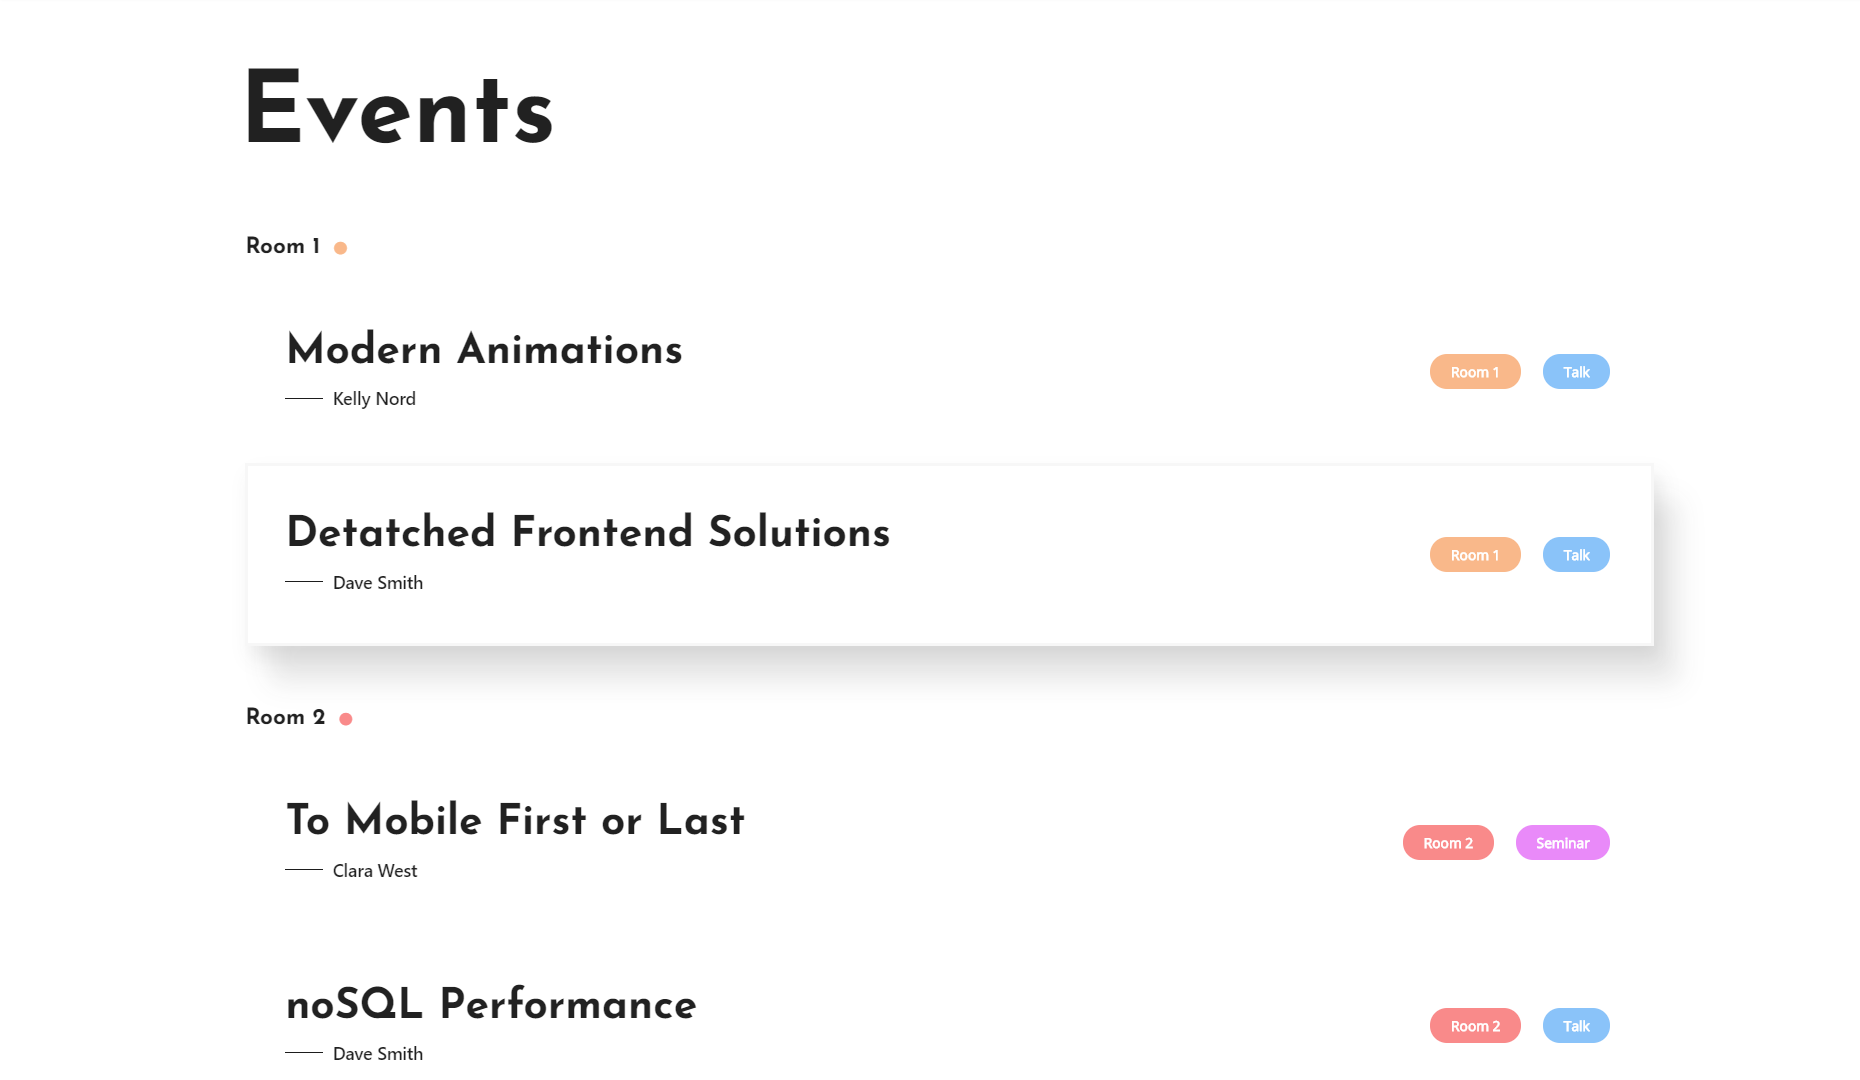 Events
Room 1
Modern Animations
Kelly Nord
Room 1 Talk
Detatched Frontend Solutions
Dave Smith
Room 1 Talk
Room 2
To Mobile First or Last
Clara West
Room 2 Seminar
noSQL Performance
Dave Smith
Room 2 Talk